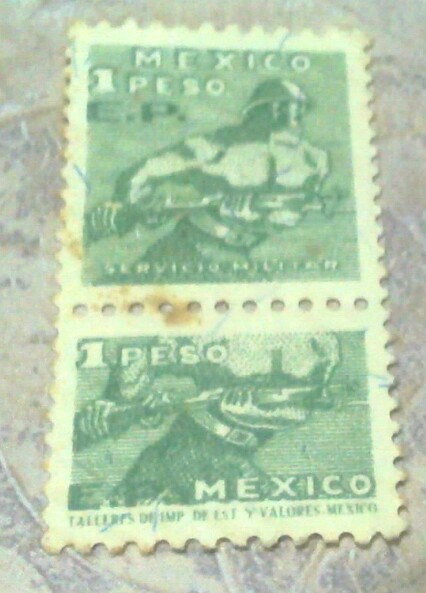 MEXICO
1 PESO
E.P.
SERVICIO MILITAR
1 PESO
MEXICO
TALLERES DE IMP. DE EST. Y VALORES-MEXICO